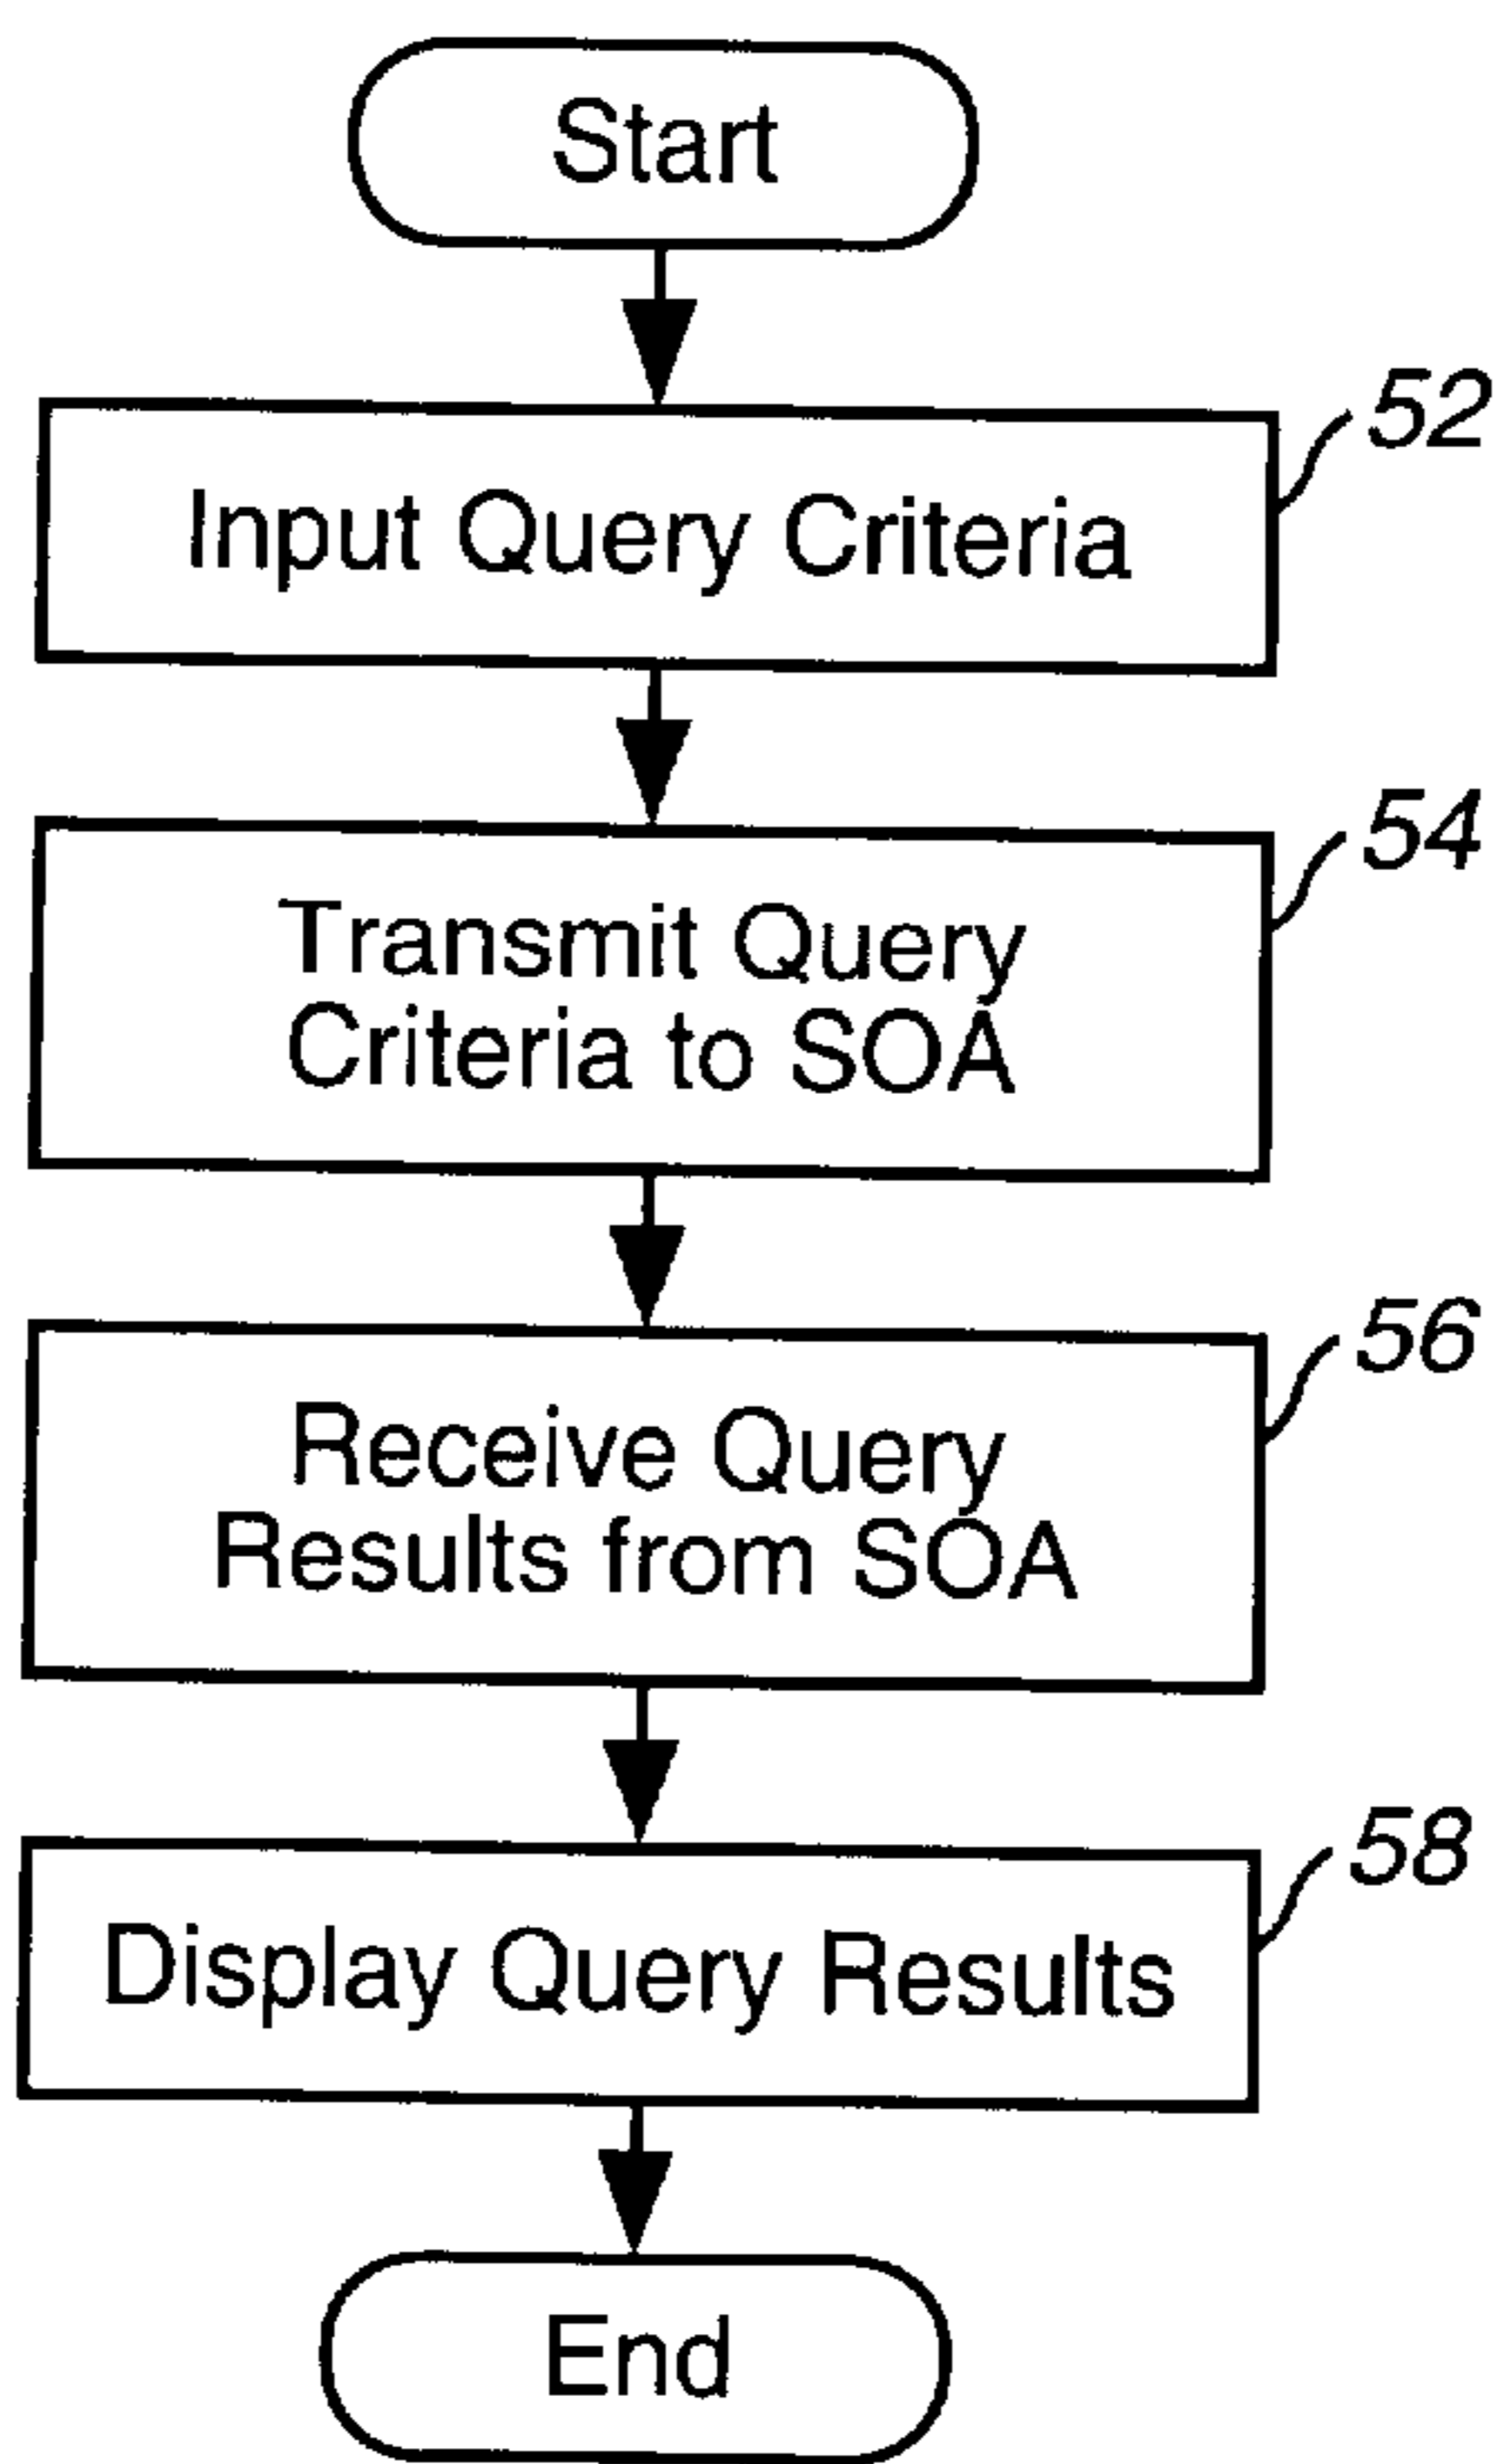 Start
52
Input Query Criteria
54
Transmit Query
Criteria to SOA
56
Receive Query
Results from SOA
58
Display Query Results
End